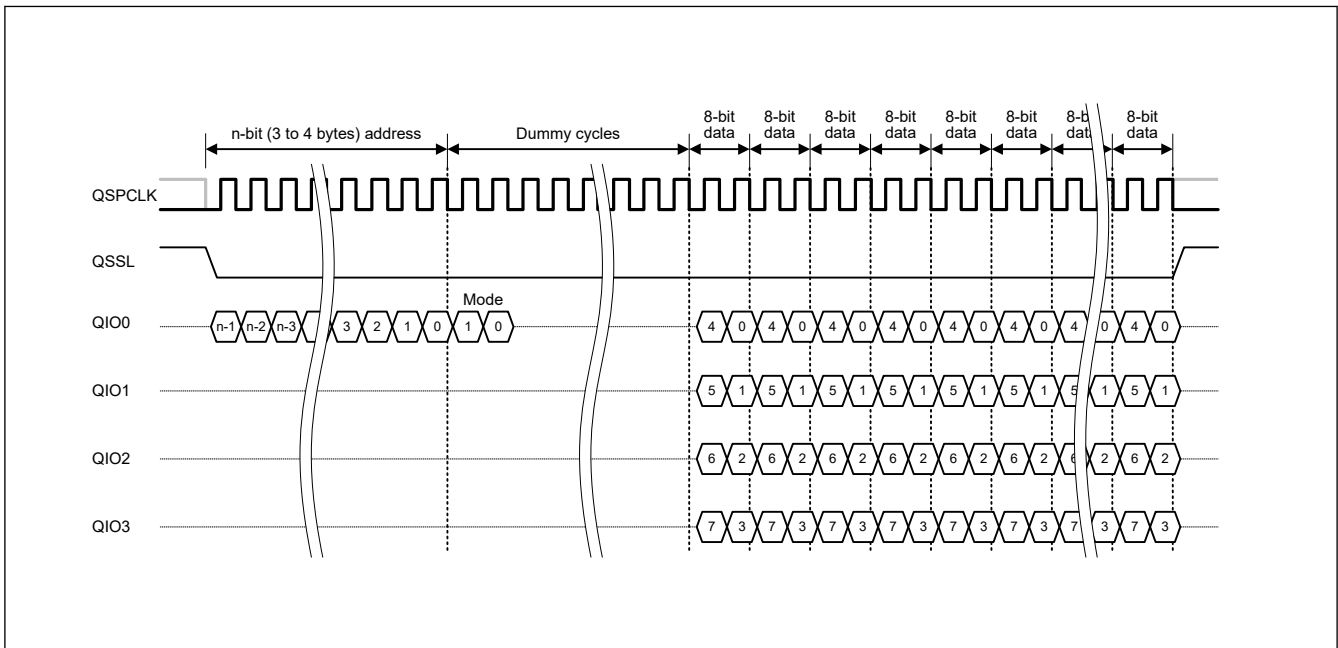 8-bit data 8-bit data 8-bit data 8-bit data 8-bit data 8-bit data 8-bit data 8-bit data
n-bit (3 to 4 bytes) address Dummy cycles
QSPCLK
QSSL
Mode
QIO0 n-1 n-2 n-3 3 2 1 0 1 0 4 0 4 0 4 0 4 0 4 0 4 0 4 0 4 0
QIO1 5 1 5 1 5 1 5 1 5 1 5 1 5 1 5 1
QIO2 6 2 6 2 6 2 6 2 6 2 6 2 6 2 6 2
QIO3 7 3 7 3 7 3 7 3 7 3 7 3 7 3 7 3